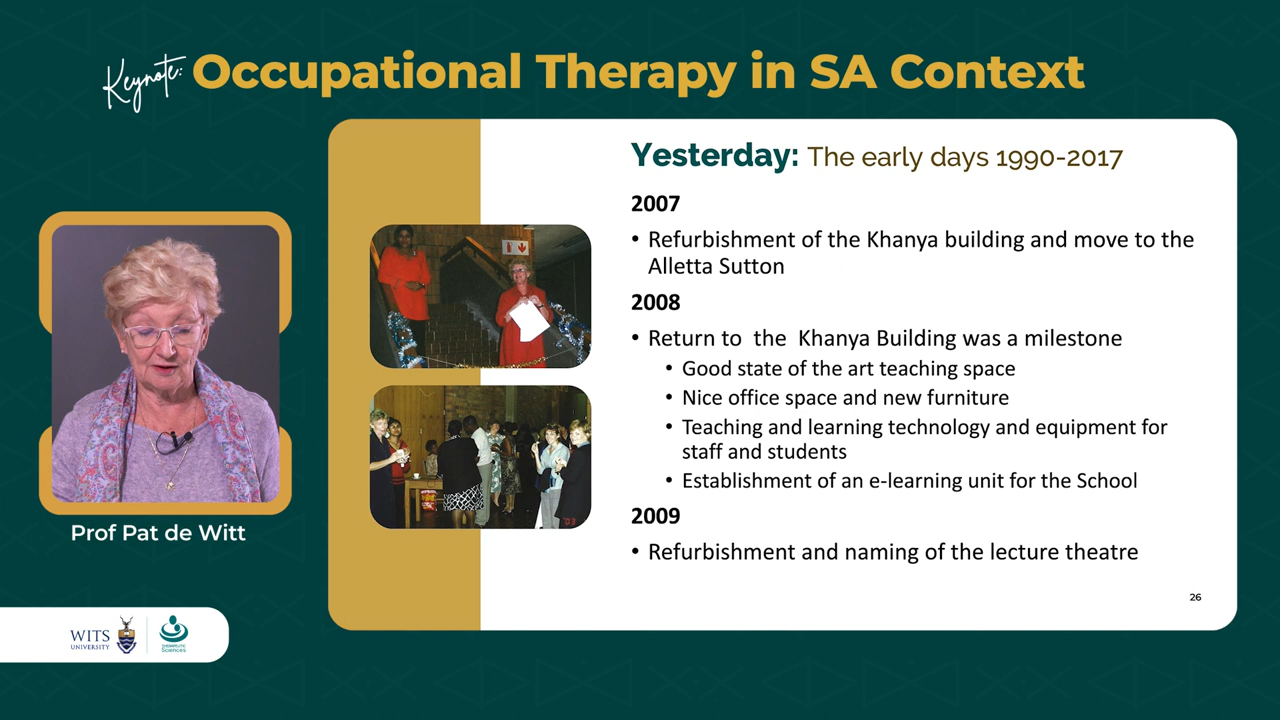 Keynote: Occupational Therapy in SA Context
Yesterday: The early days 1990-2017
2007
• Refurbishment of the Khanya building and move to the
Alletta Sutton
2008
• Return to the Khanya Building was a milestone
• Good state of the art teaching space
• Nice office space and new furniture
• Teaching and learning technology and equipment for
staff and students
• Establishment of an e-learning unit for the School
2009
• Refurbishment and naming of the lecture theatre
26
Prof Pat de Witt
WITS
UNIVERSITY
THERAPEUTIC
Sciences